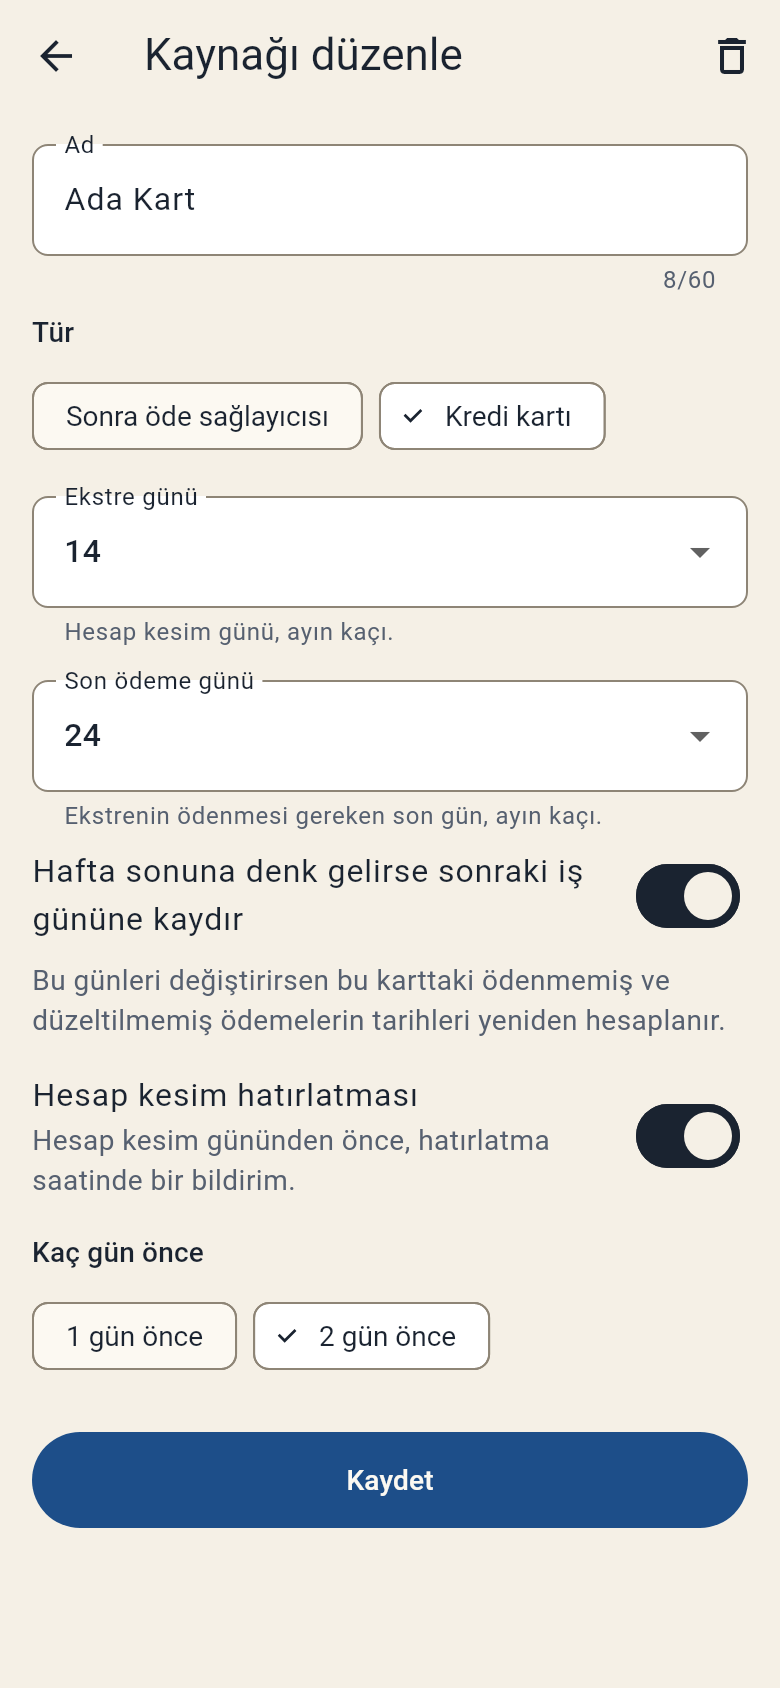 Kaynağı düzenle
Ad
Ada Kart
8/60
Tür
Sonra öde sağlayıcısı
Kredi kartı
Ekstre günü
14
Hesap kesim günü, ayın kaçı.
Son ödeme günü
24
Ekstrenin ödenmesi gereken son gün, ayın kaçı.
Hafta sonuna denk gelirse sonraki iş
gününe kaydır
Bu günleri değiştirirsen bu karttaki ödenmemiş ve
düzeltilmemiş ödemelerin tarihleri yeniden hesaplanır.
Hesap kesim hatırlatması
Hesap kesim gününden önce, hatırlatma
saatinde bir bildirim.
Kaç gün önce
1 gün önce
2 gün önce
Kaydet